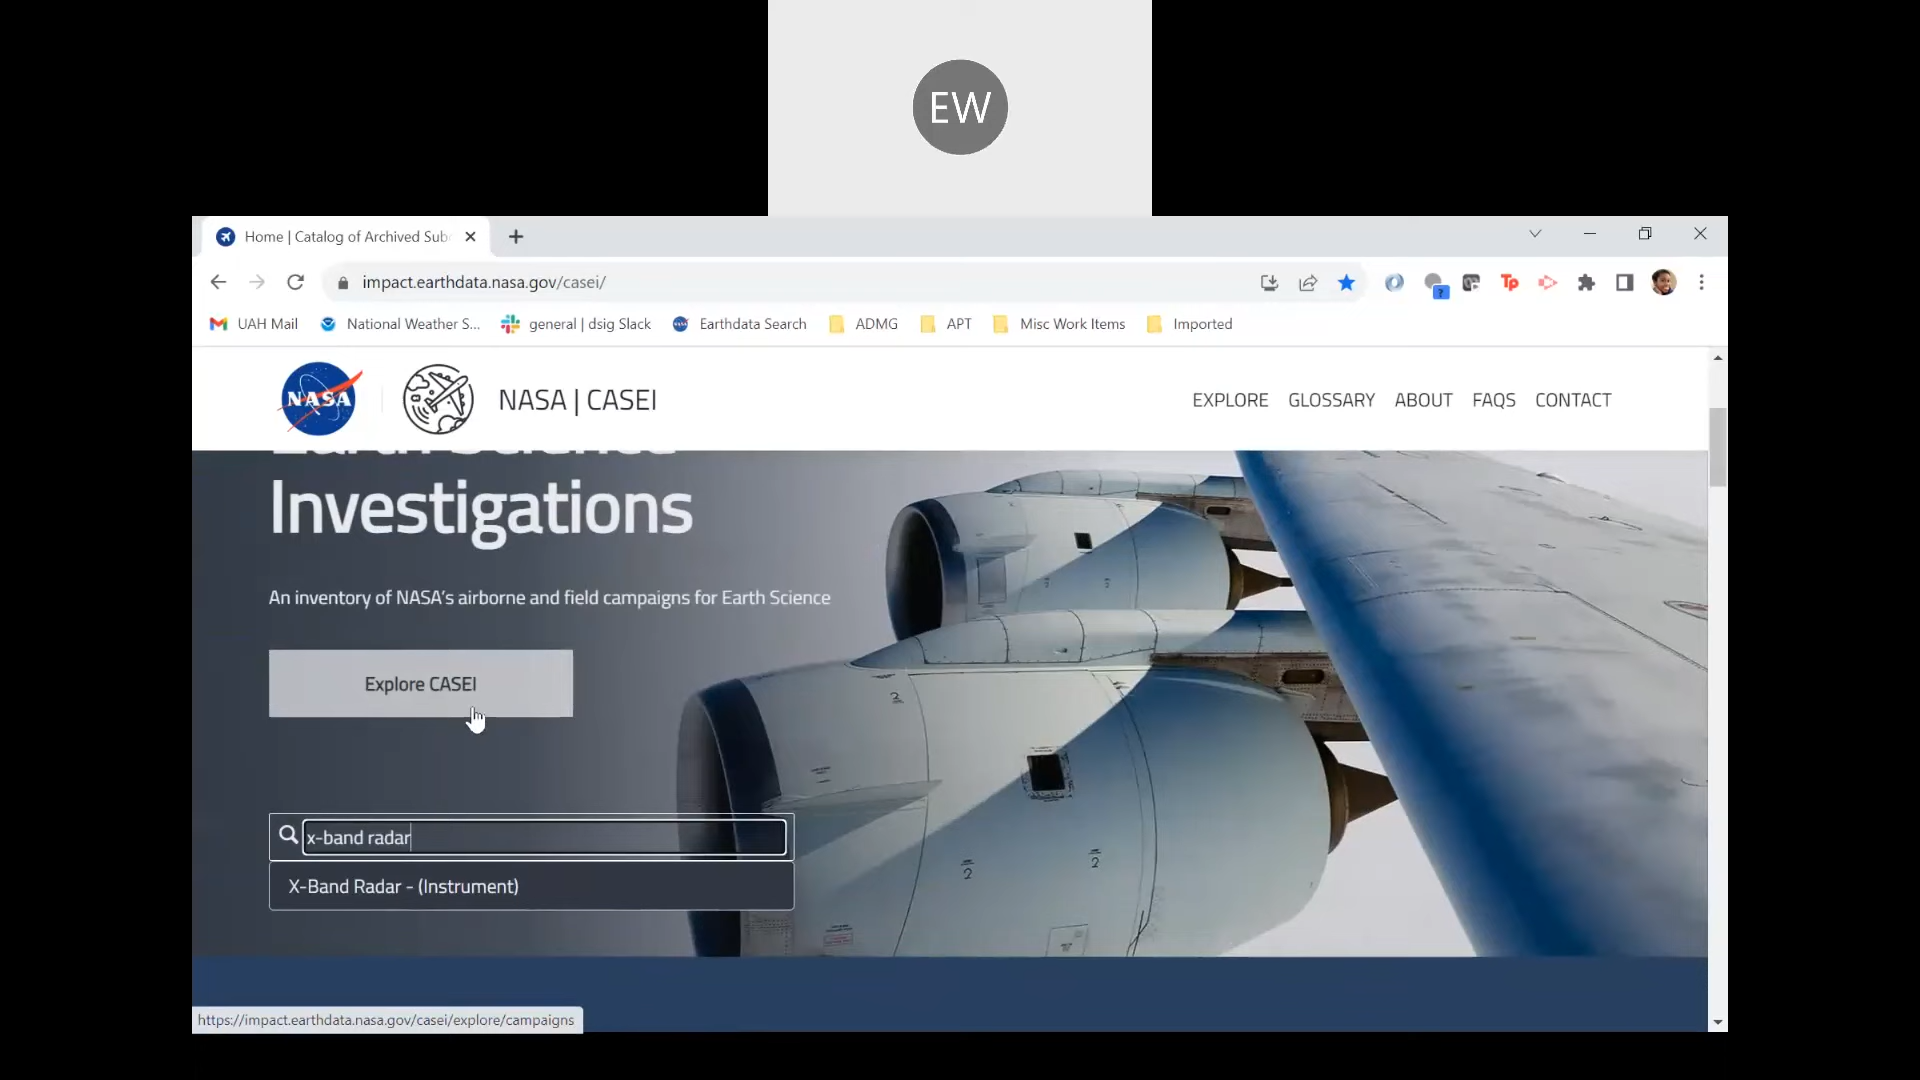 EW
Home | Catalog of Archived Sub
impact.earthdata.nasa.gov/casei/
UAH Mail National Weather S... general | dsig Slack Earthdata Search ADMG APT Misc Work Items Imported
NASA NASA | CASEI EXPLORE GLOSSARY ABOUT FAQS CONTACT
Earth Science
Investigations
An inventory of NASA's airborne and field campaigns for Earth Science
Explore CASEI
x-band radar
X-Band Radar - (Instrument)
https://impact.earthdata.nasa.gov/casei/explore/campaigns